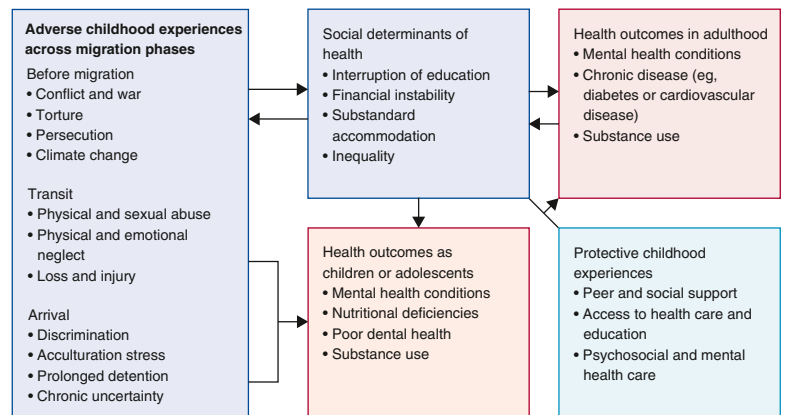 Adverse childhood experiences
across migration phases
Before migration
• Conflict and war
• Torture
• Persecution
• Climate change
Transit
• Physical and sexual abuse
• Physical and emotional
neglect
• Loss and injury
Arrival
• Discrimination
• Acculturation stress
• Prolonged detention
• Chronic uncertainty
Social determinants of
health
• Interruption of education
• Financial instability
• Substandard
accommodation
• Inequality
Health outcomes in adulthood
• Mental health conditions
• Chronic disease (eg,
diabetes or cardiovascular
disease)
• Substance use
Health outcomes as
children or adolescents
• Mental health conditions
• Nutritional deficiencies
• Poor dental health
• Substance use
Protective childhood
experiences
• Peer and social support
• Access to health care and
education
• Psychosocial and mental
health care